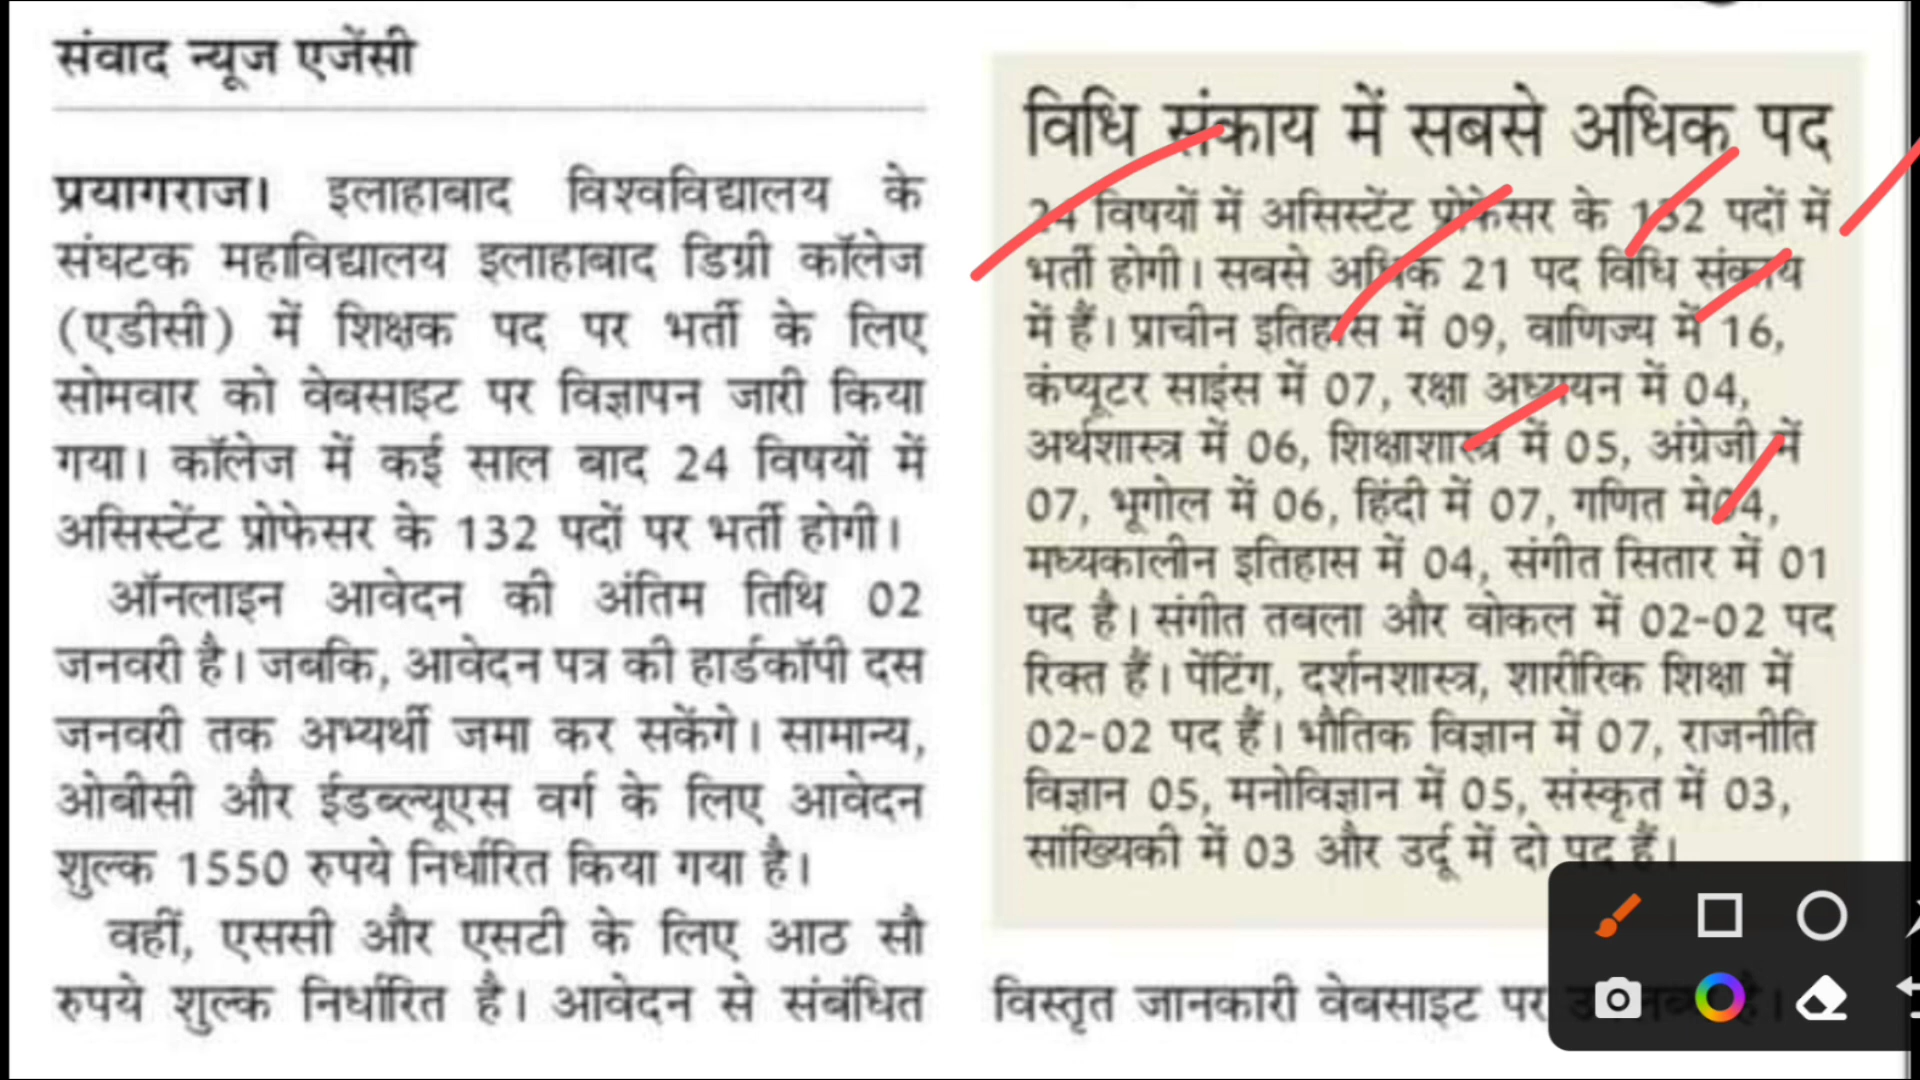 संवाद न्यूज एजेंसी
प्रयागराज। इलाहाबाद विश्वविद्यालय के
संघटक महाविद्यालय इलाहाबाद डिग्री कॉलेज
(एडीसी) में शिक्षक पद पर भर्ती के लिए
सोमवार को वेबसाइट पर विज्ञापन जारी किया
गया। कॉलेज में कई साल बाद 24 विषयों में
असिस्टेंट प्रोफेसर के 132 पदों पर भर्ती होगी।
ऑनलाइन आवेदन की अंतिम तिथि 02
जनवरी है। जबकि, आवेदन पत्र की हार्डकॉपी दस
जनवरी तक अभ्यर्थी जमा कर सकेंगे। सामान्य,
ओबीसी और ईडब्ल्यूएस वर्ग के लिए आवेदन
शुल्क 1550 रुपये निर्धारित किया गया है।
वहीं, एससी और एसटी के लिए आठ सौ
रुपये शुल्क निर्धारित है। आवेदन से संबंधित
विधि संकाय में सबसे अधिक पद
24 विषयों में असिस्टेंट प्रोफेसर के 132 पदों में
भर्ती होगी। सबसे अधिक 21 पद विधि संकाय
में हैं। प्राचीन इतिहास में 09, वाणिज्य में 16,
कंप्यूटर साइंस में 07, रक्षा अध्ययन में 04,
अर्थशास्त्र में 06, शिक्षाशास्त्र में 05, अंग्रेजी में
07, भूगोल में 06, हिंदी में 07, गणित मे04,
मध्यकालीन इतिहास में 04, संगीत सितार में 01
पद है। संगीत तबला और वोकल में 02-02 पद
रिक्त हैं। पेंटिंग, दर्शनशास्त्र, शारीरिक शिक्षा में
02-02 पद हैं। भौतिक विज्ञान में 07, राजनीति
विज्ञान 05, मनोविज्ञान में 05, संस्कृत में 03,
सांख्यिकी में 03 और उर्दू में दो पद हैं।
विस्तृत जानकारी वेबसाइट पर